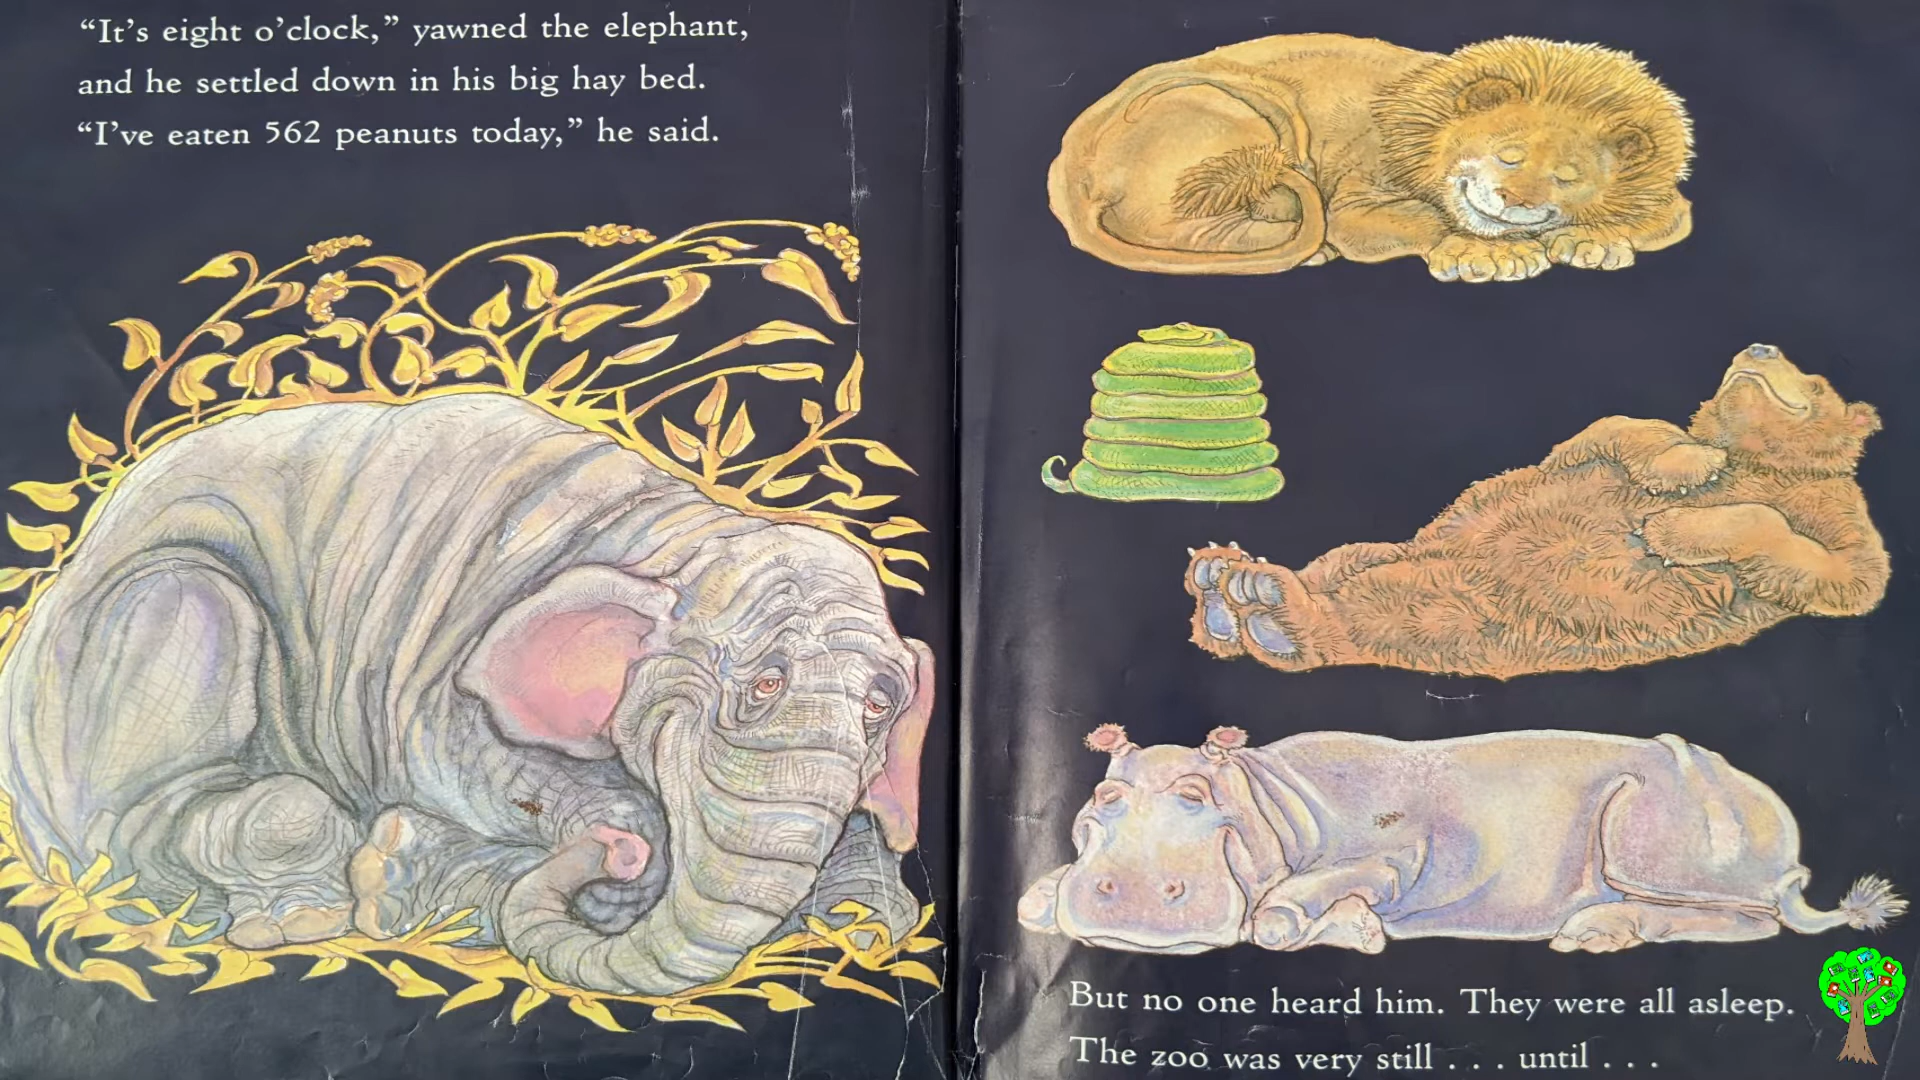 “It’s eight o’clock,” yawned the elephant,
and he settled down in his big hay bed.
“I’ve eaten 562 peanuts today,” he said.
But no one heard him. They were all asleep.
The zoo was very still . . . until . . .